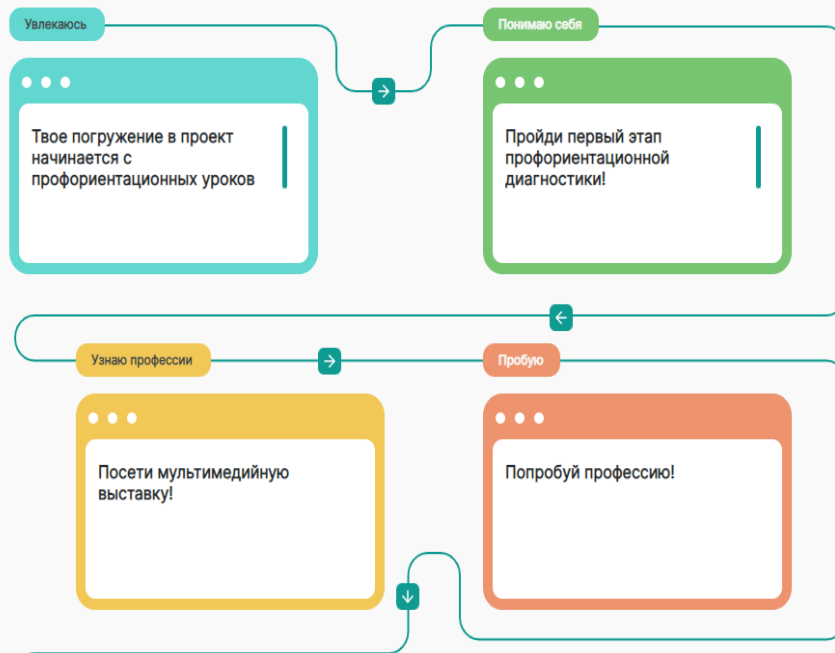 Увлекаюсь
Понимаю себя
Твое погружение в проект
начинается с
профориентационных уроков
Пройди первый этап
профориентационной
диагностики!
Узнаю профессии
Пробую
Посети мультимедийную
выставку!
Попробуй профессию!